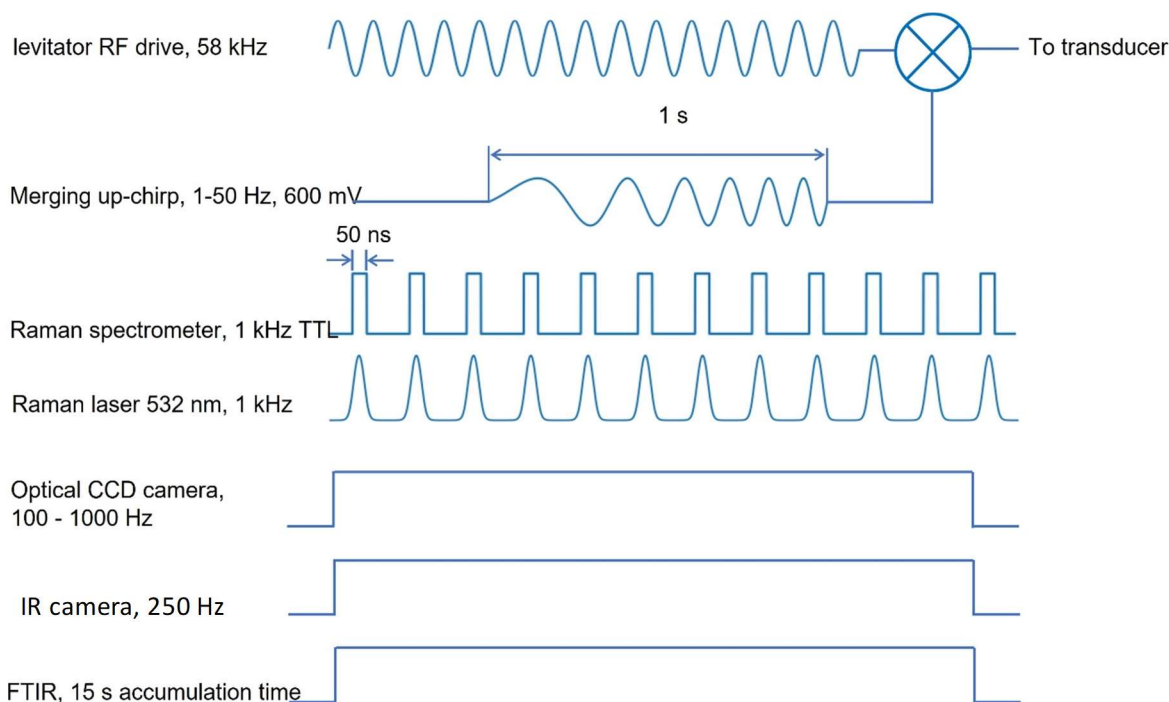 levitator RF drive, 58 kHz
To transducer
1 s
Merging up-chirp, 1-50 Hz, 600 mV
50 ns
Raman spectrometer, 1 kHz TTL
Raman laser 532 nm, 1 kHz
Optical CCD camera,
100 - 1000 Hz
IR camera, 250 Hz
FTIR, 15 s accumulation time